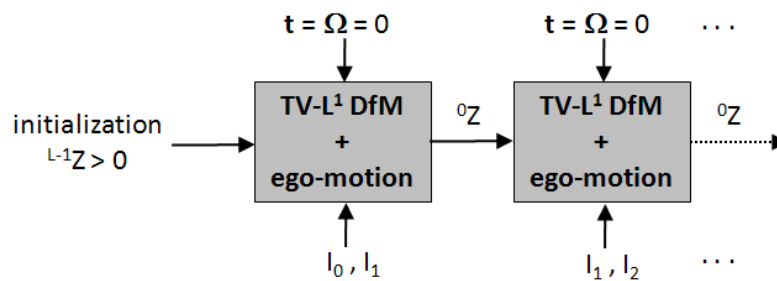 t = Ω = 0 t = Ω = 0 . . .
TV-L¹ DfM
+
ego-motion
TV-L¹ DfM
+
ego-motion
initialization
ᴸ⁻¹Z > 0
⁰Z
⁰Z
I₀ , I₁ I₁ , I₂ . . .